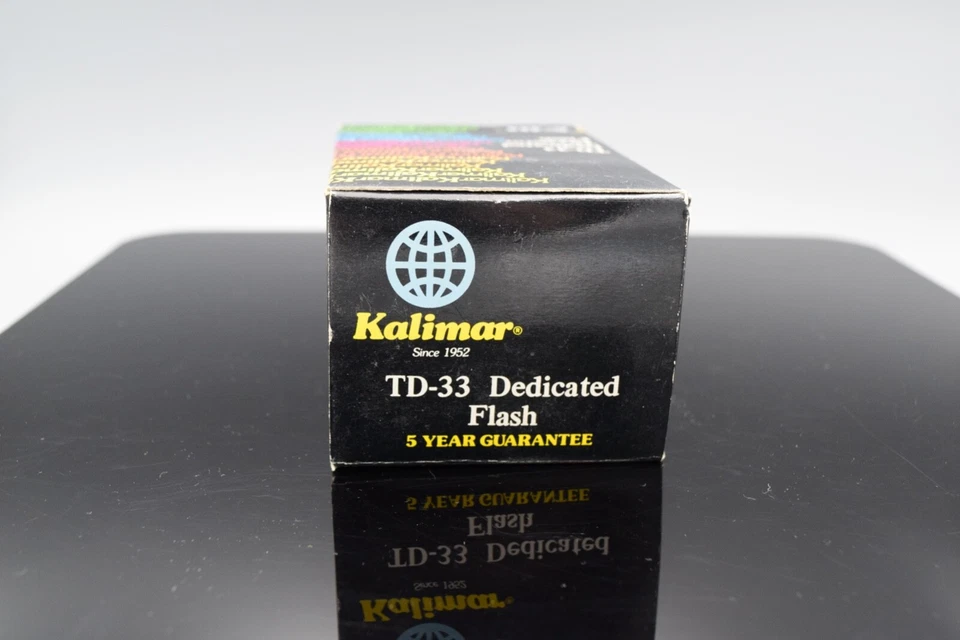 Kalimar®
Since 1952
TD-33 Dedicated
Flash
5 YEAR GUARANTEE